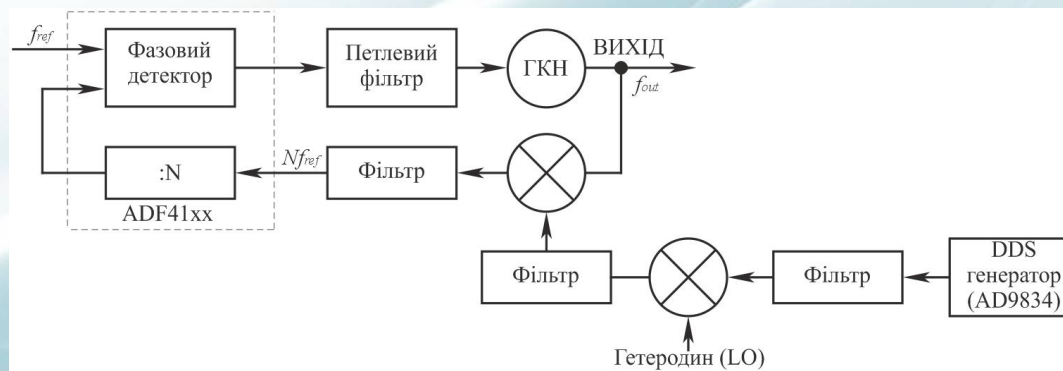 f_ref
Фазовий
детектор
Петлевий
фільтр
ГКН
ВИХІД
f_out
:N
ADF41xx
Nf_ref
Фільтр
Фільтр
Фільтр
DDS
генератор
(AD9834)
Гетеродин (LO)